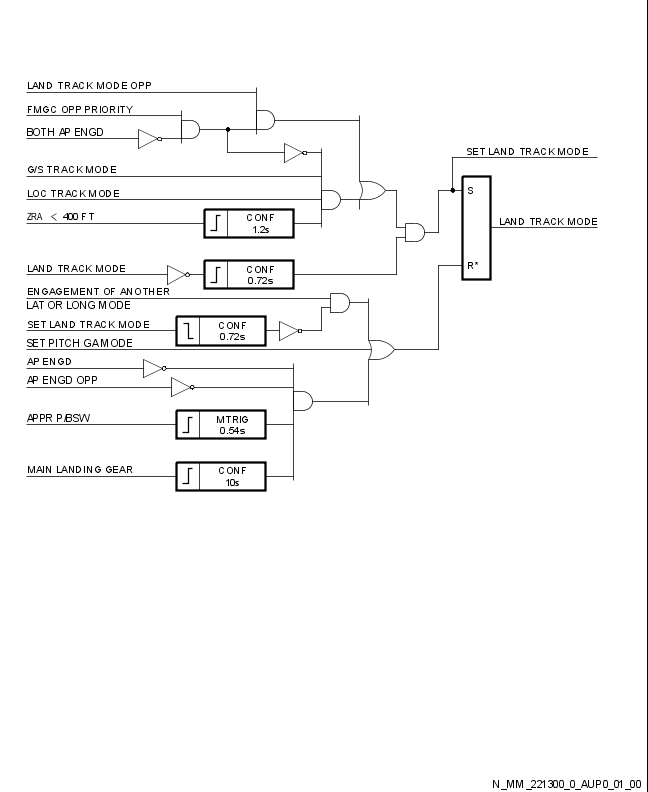 LAND TRACK MODE OPP
FMGC OPP PRIORITY
BOTH AP ENGD
SET LAND TRACK MODE
G/S TRACK MODE
LOC TRACK MODE
S
ZRA < 400 FT
CONF
1.2s
LAND TRACK MODE
R*
LAND TRACK MODE
CONF
0.72s
ENGAGEMENT OF ANOTHER
LAT OR LONG MODE
SET LAND TRACK MODE
CONF
0.72s
SET PITCH GA MODE
AP ENGD
AP ENGD OPP
APPR P/BSW
MTRIG
0.54s
MAIN LANDING GEAR
CONF
10s
N_MM_221300_0_AUP0_01_00